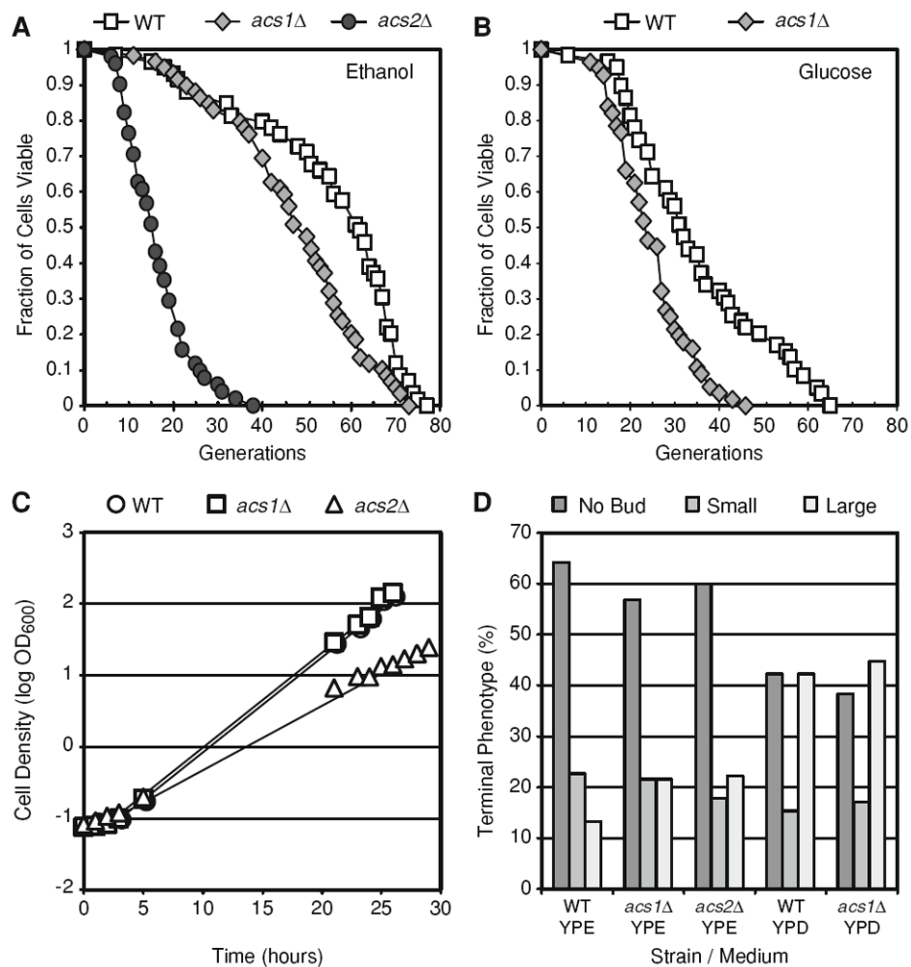 A
WT acs1Δ acs2Δ
1
0.9
0.8
0.7
0.6
0.5
0.4
0.3
0.2
0.1
0
Fraction of Cells Viable
Ethanol
0 10 20 30 40 50 60 70 80
Generations
B
WT acs1Δ
1
0.9
0.8
0.7
0.6
0.5
0.4
0.3
0.2
0.1
0
Fraction of Cells Viable
Glucose
0 10 20 30 40 50 60 70 80
Generations
C
WT acs1Δ acs2Δ
3
2
1
0
-1
-2
Cell Density (log OD600)
0 5 10 15 20 25 30
Time (hours)
D
No Bud Small Large
70
60
50
40
30
20
10
0
Terminal Phenotype (%)
WT acs1Δ acs2Δ WT acs1Δ
YPE YPE YPE YPD YPD
Strain / Medium